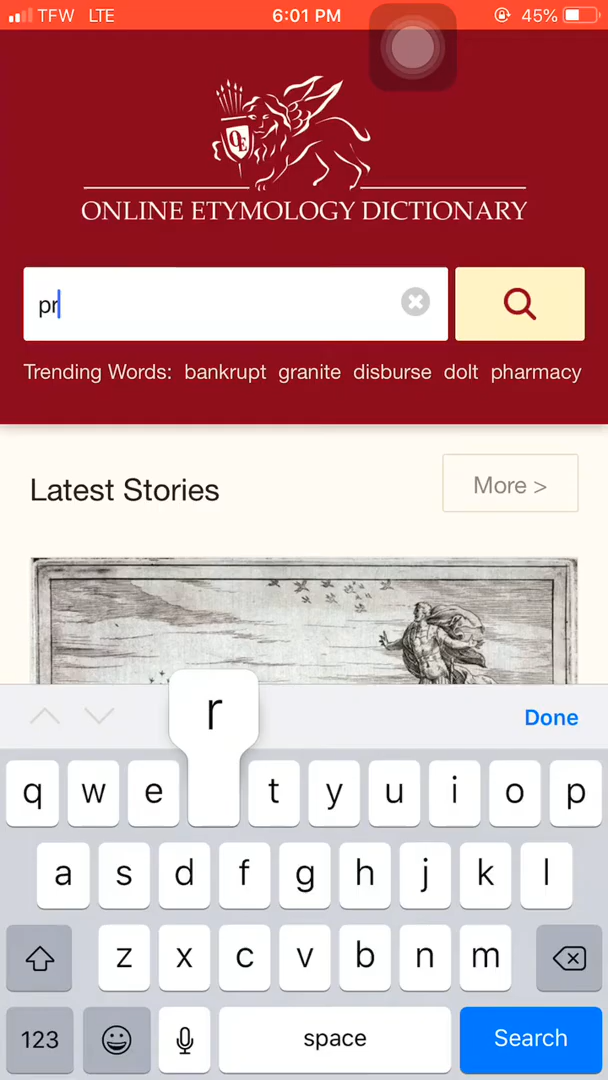 TFW LTE 6:01 PM 45%
OE
ONLINE ETYMOLOGY DICTIONARY
pr
Trending Words: bankrupt granite disburse dolt pharmacy
Latest Stories More >
r
Done
q w e t y u i o p
a s d f g h j k l
z x c v b n m
123 space Search